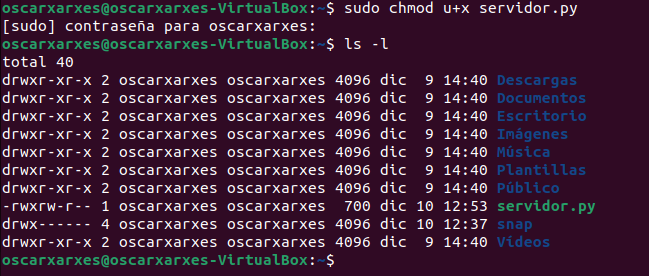 oscarxarxes@oscarxarxes-VirtualBox:~$ sudo chmod u+x servidor.py
[sudo] contraseña para oscarxarxes:
oscarxarxes@oscarxarxes-VirtualBox:~$ ls -l
total 40
drwxr-xr-x 2 oscarxarxes oscarxarxes 4096 dic  9 14:40 Descargas
drwxr-xr-x 2 oscarxarxes oscarxarxes 4096 dic  9 14:40 Documentos
drwxr-xr-x 2 oscarxarxes oscarxarxes 4096 dic  9 14:40 Escritorio
drwxr-xr-x 2 oscarxarxes oscarxarxes 4096 dic  9 14:40 Imágenes
drwxr-xr-x 2 oscarxarxes oscarxarxes 4096 dic  9 14:40 Música
drwxr-xr-x 2 oscarxarxes oscarxarxes 4096 dic  9 14:40 Plantillas
drwxr-xr-x 2 oscarxarxes oscarxarxes 4096 dic  9 14:40 Público
-rwxrw-r-- 1 oscarxarxes oscarxarxes  700 dic 10 12:53 servidor.py
drwx------ 4 oscarxarxes oscarxarxes 4096 dic 10 12:37 snap
drwxr-xr-x 2 oscarxarxes oscarxarxes 4096 dic  9 14:40 Vídeos
oscarxarxes@oscarxarxes-VirtualBox:~$